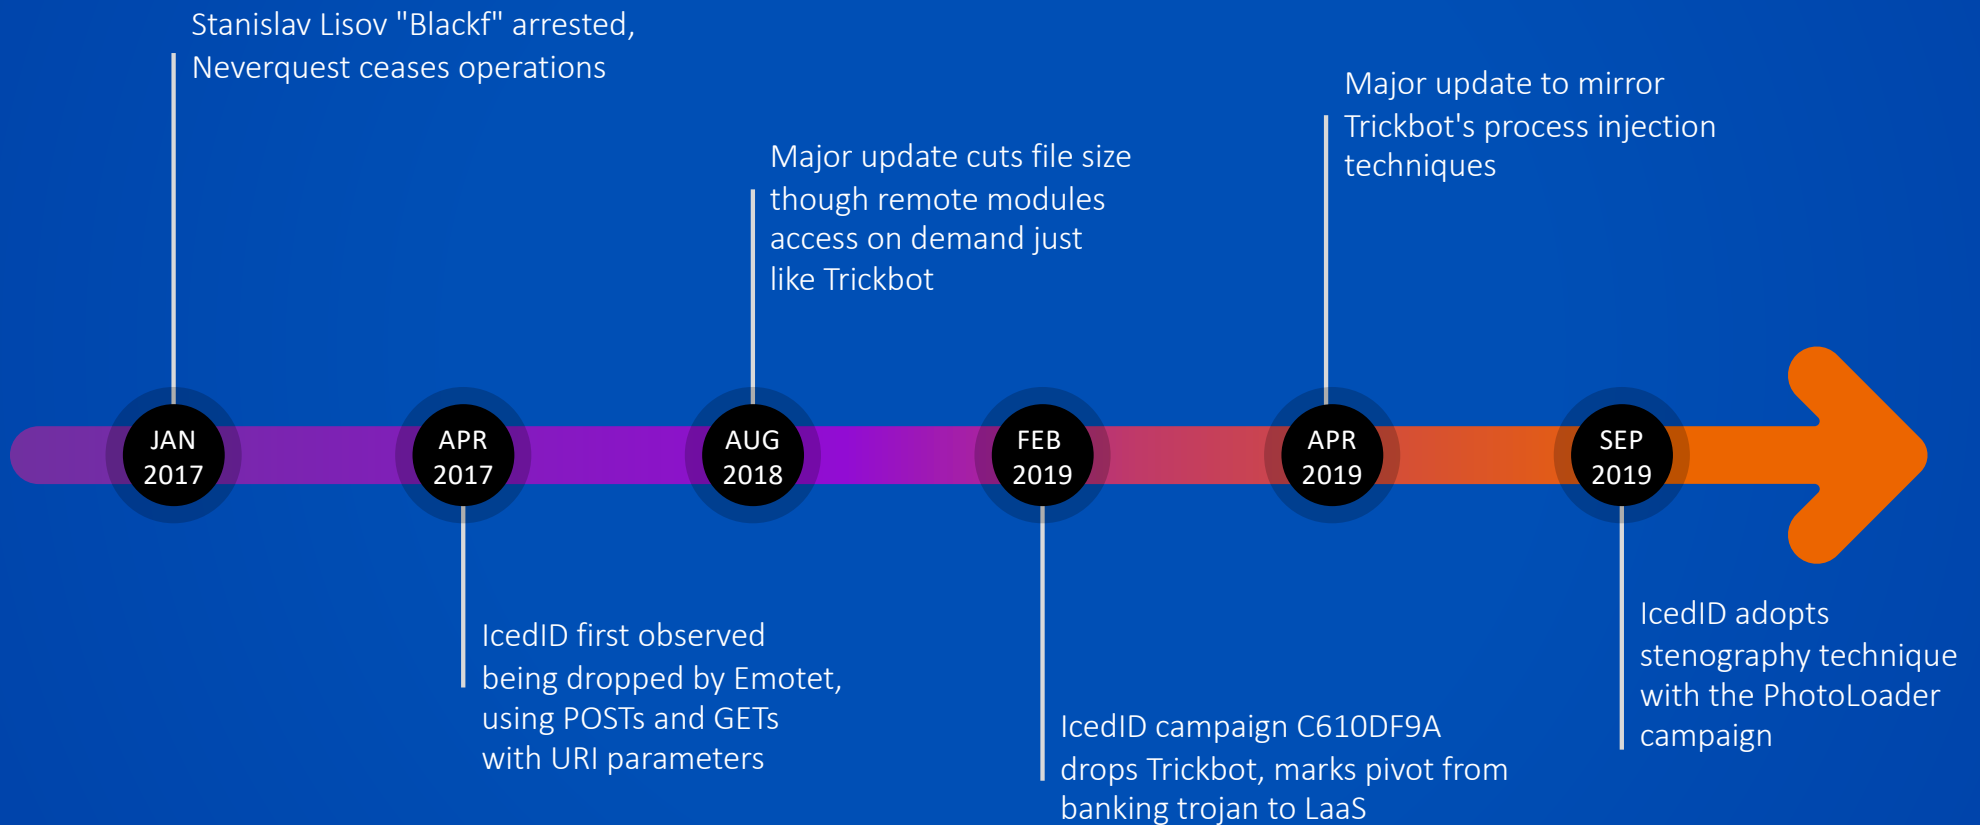 Stanislav Lisov "Blackf" arrested,
Neverquest ceases operations
Major update cuts file size
though remote modules
access on demand just
like Trickbot
Major update to mirror
Trickbot's process injection
techniques
JAN
2017
APR
2017
AUG
2018
FEB
2019
APR
2019
SEP
2019
IcedID first observed
being dropped by Emotet,
using POSTs and GETs
with URI parameters
IcedID campaign C610DF9A
drops Trickbot, marks pivot from
banking trojan to LaaS
IcedID adopts
stenography technique
with the PhotoLoader
campaign